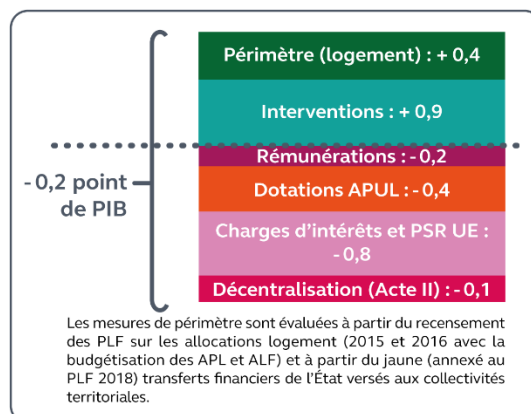 Périmètre (logement) : + 0,4
Interventions : + 0,9
Rémunérations : - 0,2
- 0,2 point
de PIB
Dotations APUL : - 0,4
Charges d'intérêts et PSR UE :
- 0,8
Décentralisation (Acte II) : - 0,1
Les mesures de périmètre sont évaluées à partir du recensement
des PLF sur les allocations logement (2015 et 2016 avec la
budgétisation des APL et ALF) et à partir du jaune (annexé au
PLF 2018) transferts financiers de l'État versés aux collectivités
territoriales.